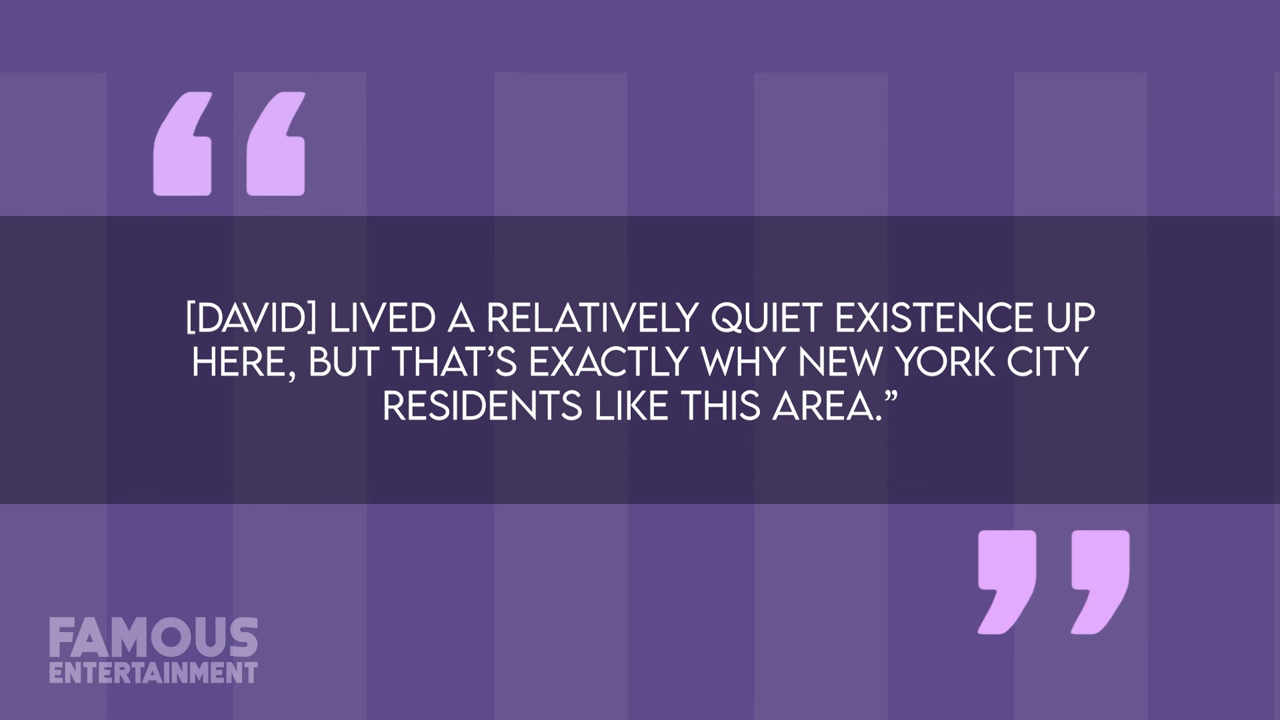 [DAVID] LIVED A RELATIVELY QUIET EXISTENCE UP
HERE, BUT THAT’S EXACTLY WHY NEW YORK CITY
RESIDENTS LIKE THIS AREA.”
FAMOUS
ENTERTAINMENT